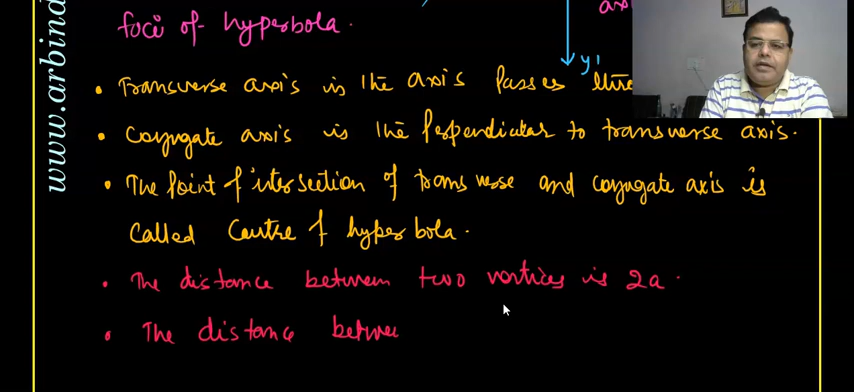 foci of hyperbola.
y'
• Transverse axis is the axis passes
• Conjugate axis is the perpendicular to transverse axis.
• The point of intersection of transverse and conjugate axis is
called centre of hyperbola.
• The distance between two vertices is 2a.
• The distance betwee
www.arbind